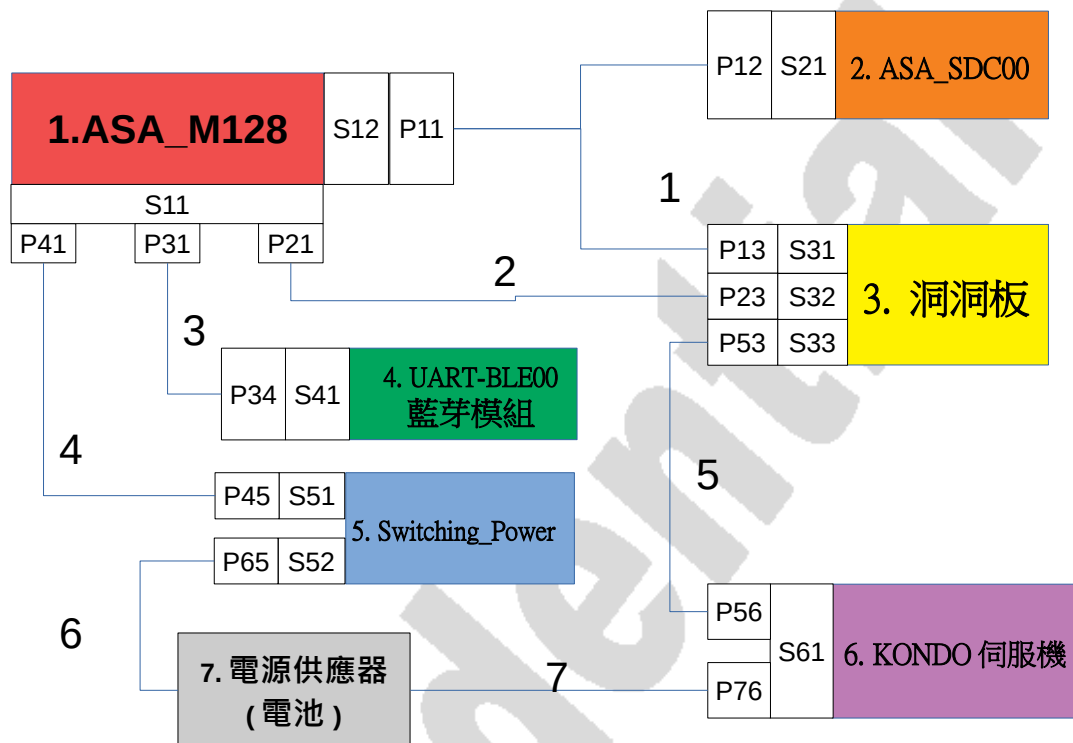 P12
S21
2. ASA_SDC00
1.ASA_M128
S12
P11
1
S11
P41
P31
P21
2
P13
S31
P23
S32
P53
S33
3. 洞洞板
3
P34
S41
4. UART-BLE00
藍芽模組
4
5
P45
S51
5. Switching_Power
P65
S52
6
7. 電源供應器
( 電池 )
7
P56
P76
S61
6. KONDO 伺服機
dential